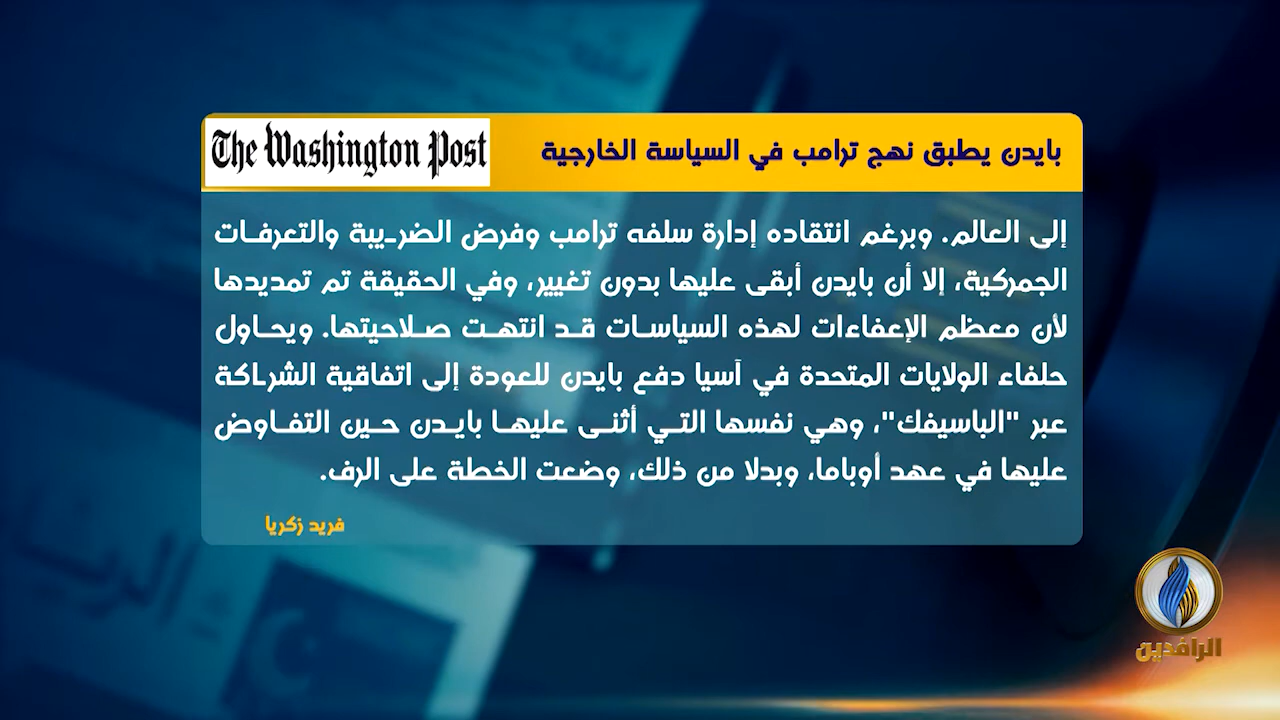 بايدن يطبق نهج ترامب في السياسة الخارجية
The Washington Post
إلى العالم. وبرغم انتقاده إدارة سلفه ترامب وفرض الضريبة والتعرفات
الجمركية، إلا أن بايدن أبقى عليها بدون تغيير، وفي الحقيقة تم تمديدها
لأن معظم الإعفاءات لهذه السياسات قد انتهت صلاحيتها. ويحاول
حلفاء الولايات المتحدة في آسيا دفع بايدن للعودة إلى اتفاقية الشراكة
عبر "الباسيفك"، وهي نفسها التي أثنى عليها بايدن حين التفاوض
عليها في عهد أوباما، وبدلا من ذلك، وضعت الخطة على الرف.
فريد زكريا
الرافدين